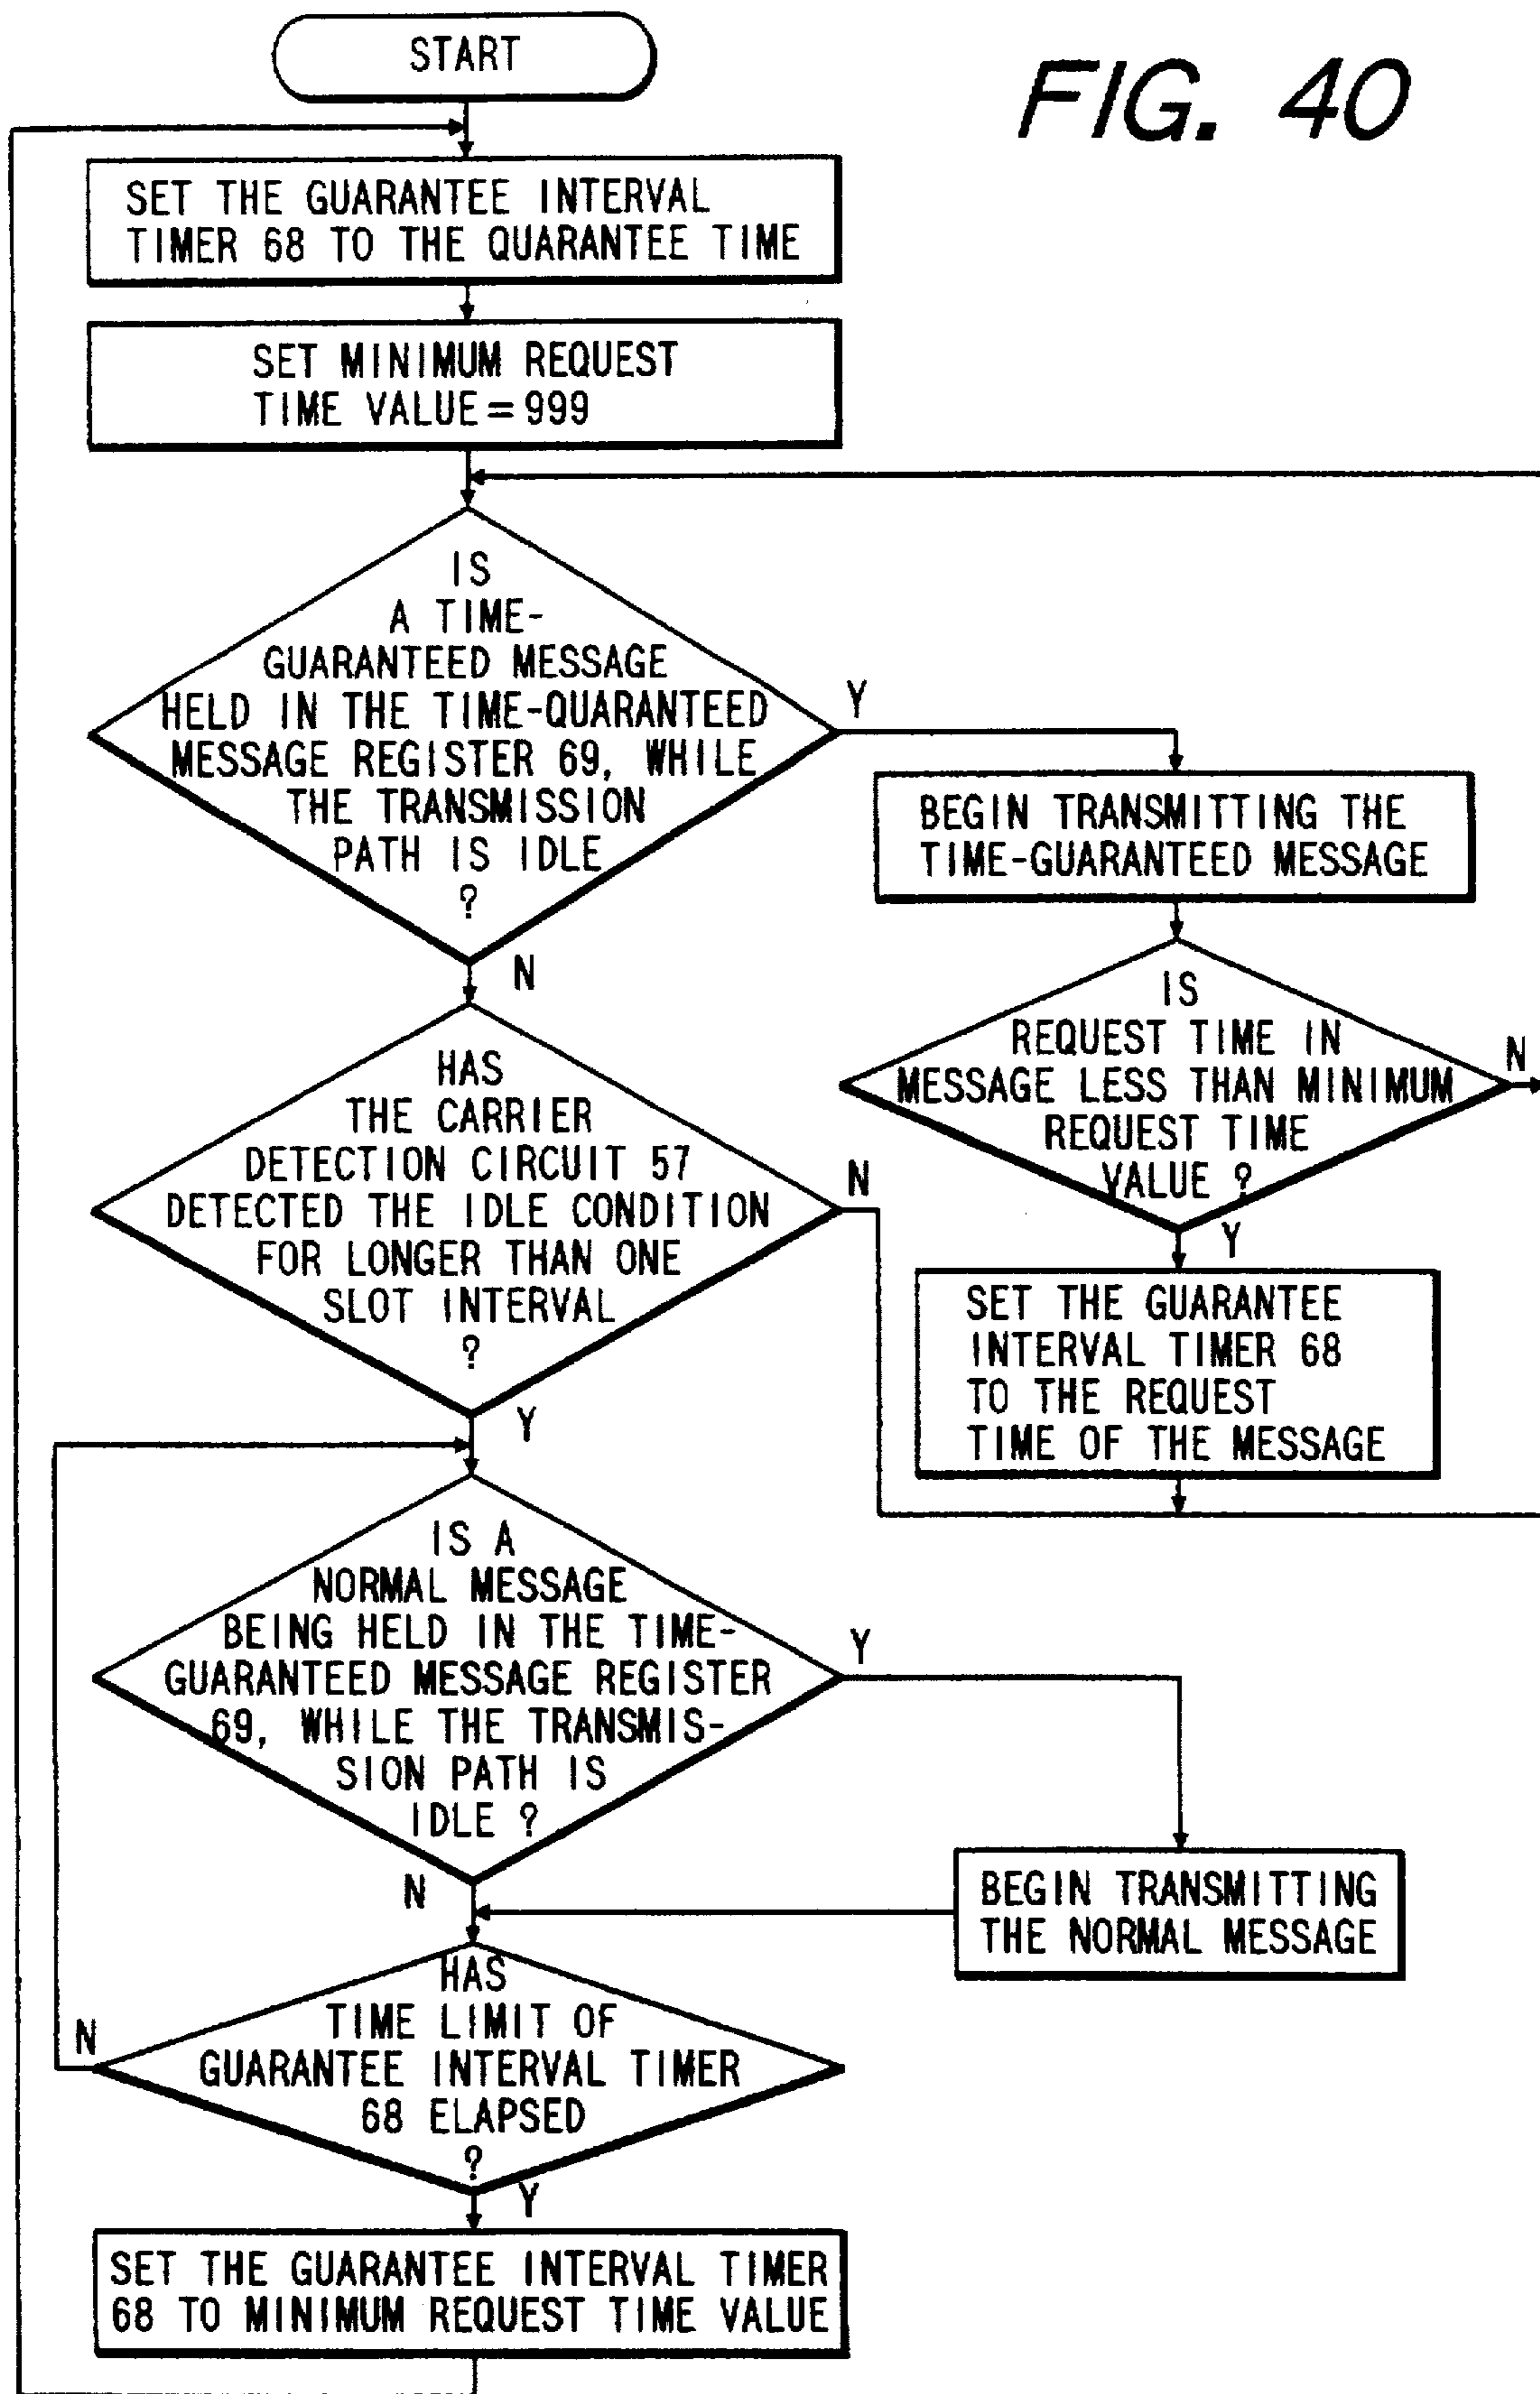 START
FIG. 40
SET THE GUARANTEE INTERVAL
TIMER 68 TO THE QUARANTEE TIME
SET MINIMUM REQUEST
TIME VALUE=999
IS
A TIME-
GUARANTEED MESSAGE
HELD IN THE TIME-QUARANTEED
MESSAGE REGISTER 69, WHILE
THE TRANSMISSION
PATH IS IDLE
?
Y
N
BEGIN TRANSMITTING THE
TIME-GUARANTEED MESSAGE
IS
REQUEST TIME IN
MESSAGE LESS THAN MINIMUM
REQUEST TIME
VALUE ?
N
Y
SET THE GUARANTEE
INTERVAL TIMER 68
TO THE REQUEST
TIME OF THE MESSAGE
HAS
THE CARRIER
DETECTION CIRCUIT 57
DETECTED THE IDLE CONDITION
FOR LONGER THAN ONE
SLOT INTERVAL
?
N
Y
IS A
NORMAL MESSAGE
BEING HELD IN THE TIME-
GUARANTEED MESSAGE REGISTER
69, WHILE THE TRANSMIS-
SION PATH IS
IDLE ?
Y
N
BEGIN TRANSMITTING
THE NORMAL MESSAGE
HAS
TIME LIMIT OF
GUARANTEE INTERVAL TIMER
68 ELAPSED
?
N
Y
SET THE GUARANTEE INTERVAL TIMER
68 TO MINIMUM REQUEST TIME VALUE